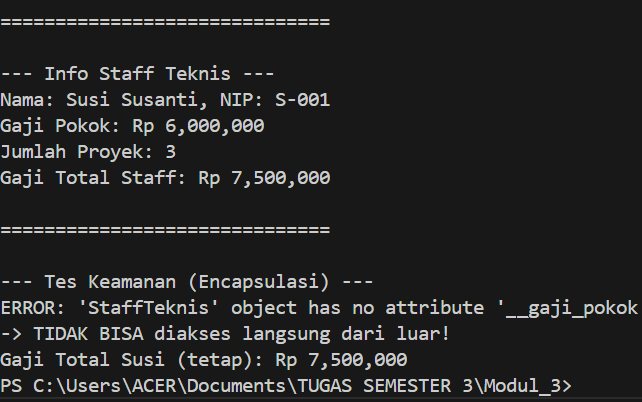 ==============================
--- Info Staff Teknis ---
Nama: Susi Susanti, NIP: S-001
Gaji Pokok: Rp 6,000,000
Jumlah Proyek: 3
Gaji Total Staff: Rp 7,500,000
==============================
--- Tes Keamanan (Encapsulasi) ---
ERROR: 'StaffTeknis' object has no attribute '__gaji_pokok
-> TIDAK BISA diakses langsung dari luar!
Gaji Total Susi (tetap): Rp 7,500,000
PS C:\Users\ACER\Documents\TUGAS SEMESTER 3\Modul_3>